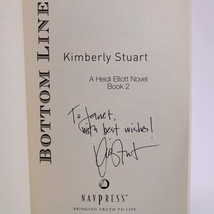 BOTTOM LINE
Kimberly Stuart
A Heidi Elliott Novel
Book 2
To Janet,
with best wishes!
NAVPRESS
BRINGING TRUTH TO LIFE